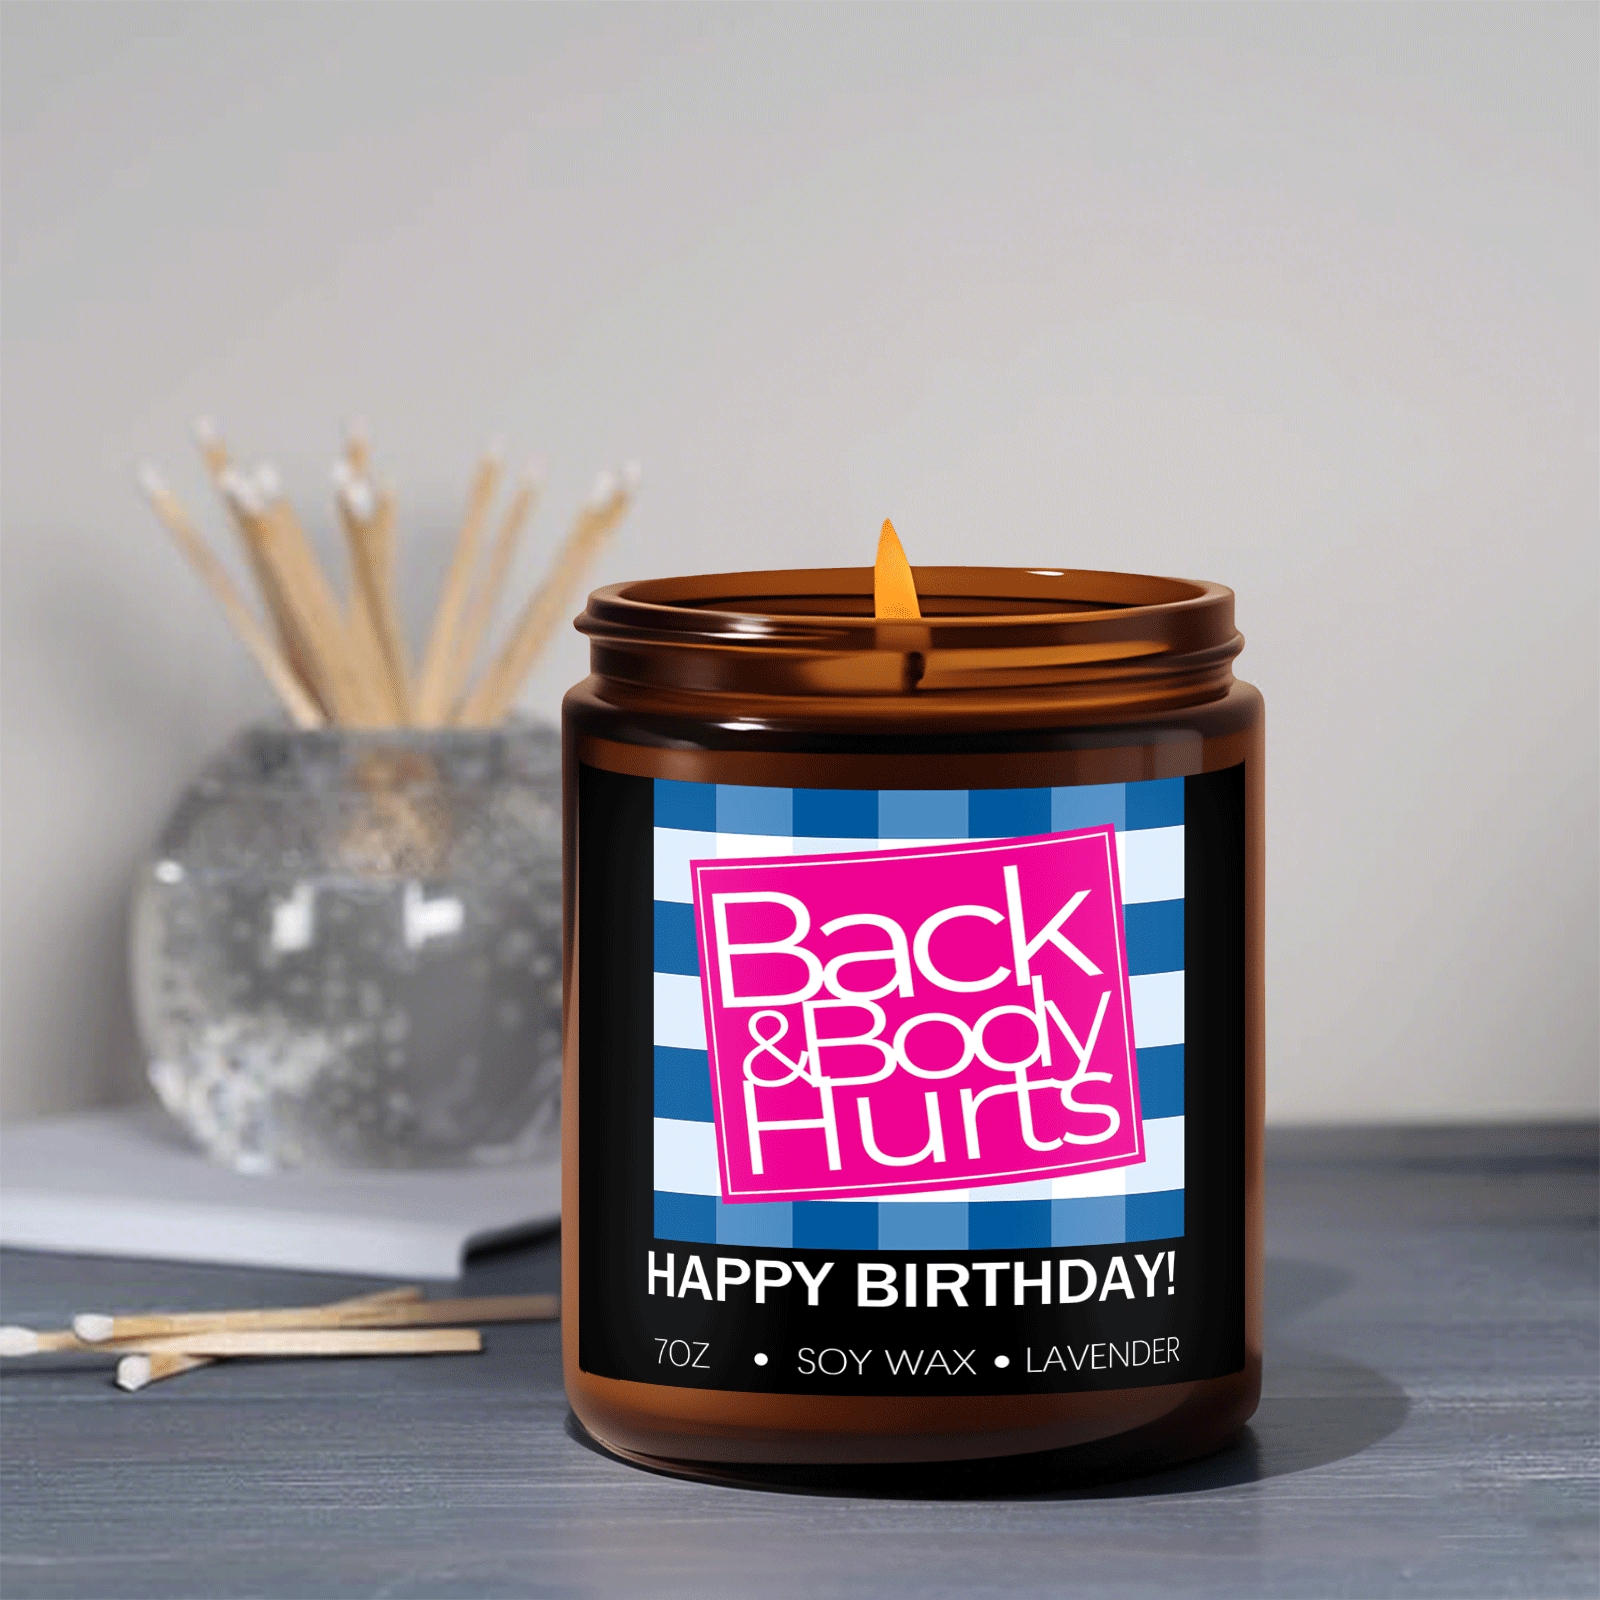 Back
&Body
Hurts
HAPPY BIRTHDAY!
7OZ • SOY WAX • LAVENDER